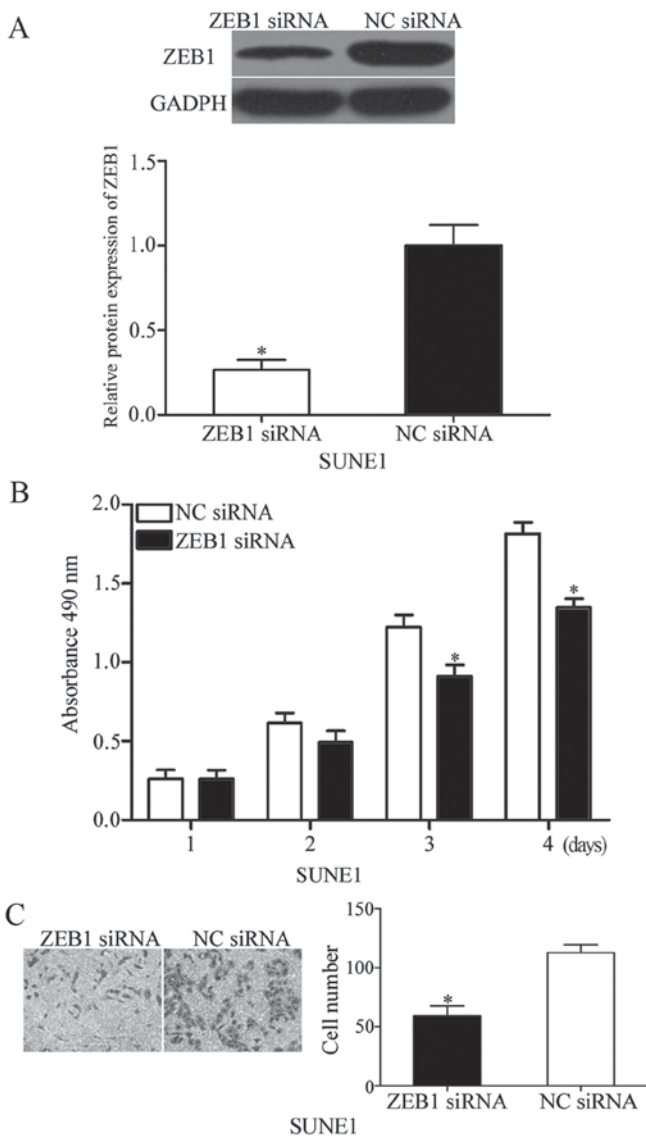 A
ZEB1 siRNA NC siRNA
ZEB1
GADPH
Relative protein expression of ZEB1
1.5
1.0
0.5
0.0
*
ZEB1 siRNA NC siRNA
SUNE1
B
Absorbance 490 nm
2.0
1.5
1.0
0.5
0.0
NC siRNA
ZEB1 siRNA
*
*
1 2 3 4 (days)
SUNE1
C
ZEB1 siRNA NC siRNA
Cell number
150
100
50
0
*
ZEB1 siRNA NC siRNA
SUNE1